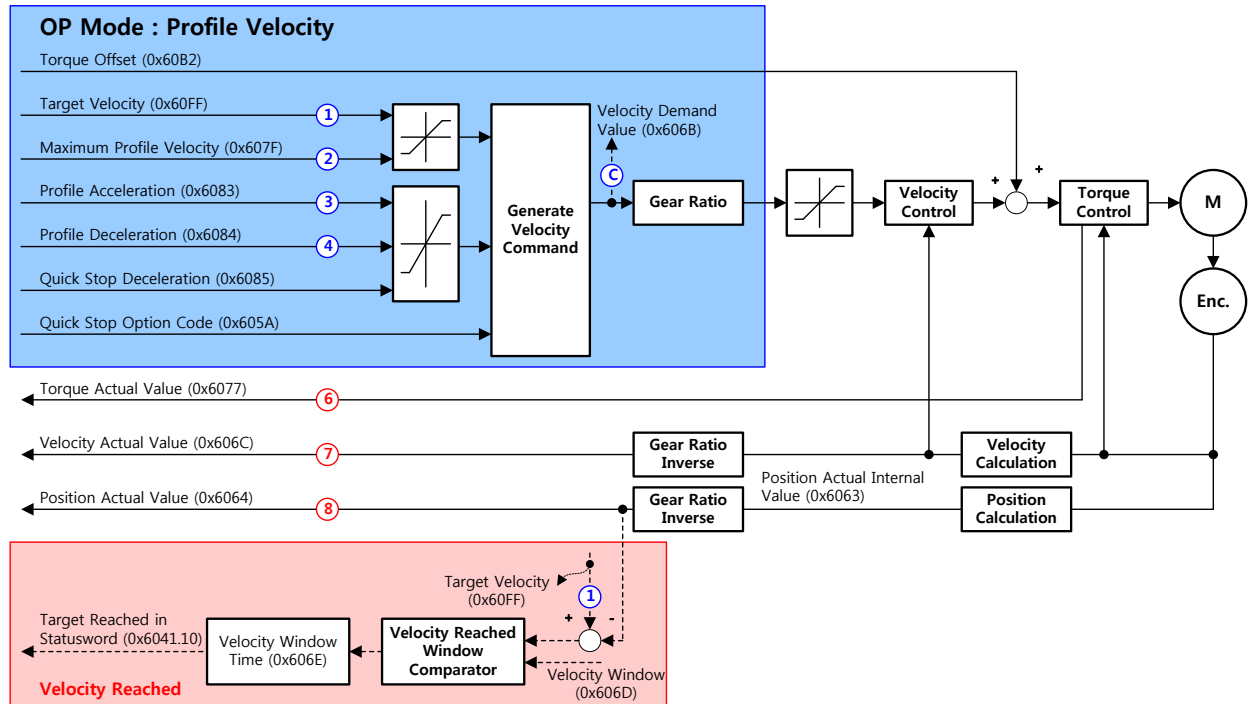 OP Mode : Profile Velocity
Torque Offset (0x60B2)
Target Velocity (0x60FF)
1
Maximum Profile Velocity (0x607F)
2
Profile Acceleration (0x6083)
3
Profile Deceleration (0x6084)
4
Quick Stop Deceleration (0x6085)
Quick Stop Option Code (0x605A)
Generate
Velocity
Command
Velocity Demand
Value (0x606B)
C
Gear Ratio
Velocity
Control
+
+
Torque
Control
M
Enc.
Torque Actual Value (0x6077)
6
Velocity Actual Value (0x606C)
7
Gear Ratio
Inverse
Velocity
Calculation
Position Actual Value (0x6064)
8
Gear Ratio
Inverse
Position Actual Internal
Value (0x6063)
Position
Calculation
Target Velocity
(0x60FF)
1
+
-
Target Reached in
Statusword (0x6041.10)
Velocity Window
Time (0x606E)
Velocity Reached
Window
Comparator
Velocity Window
(0x606D)
Velocity Reached